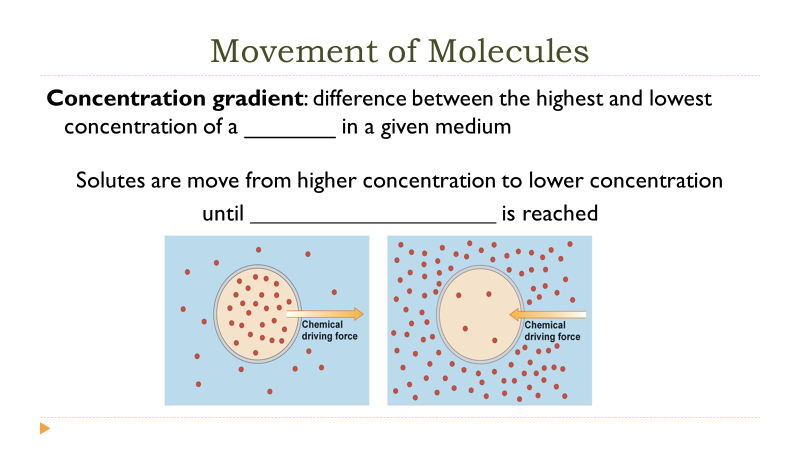 Movement of Molecules
Concentration gradient: difference between the highest and lowest
concentration of a ________ in a given medium
Solutes are move from higher concentration to lower concentration
until ______________________ is reached
Chemical
driving force
Chemical
driving force